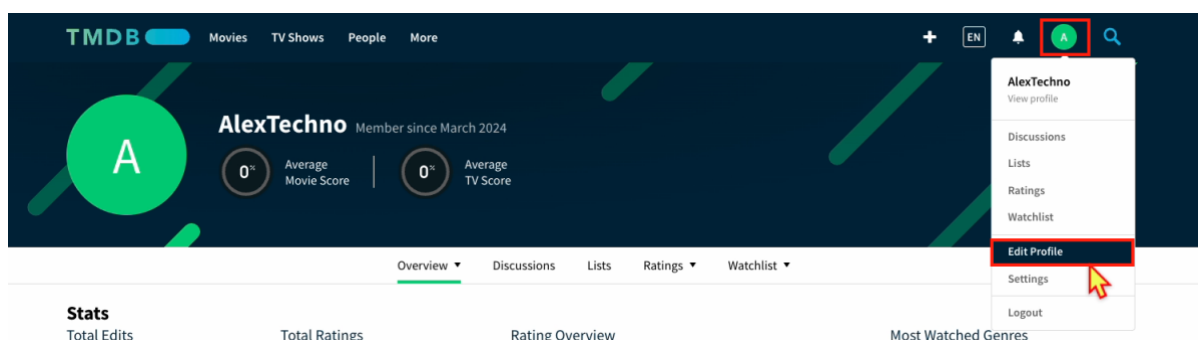 TMDB Movies TV Shows People More EN A
AlexTechno
View profile
Discussions
Lists
Ratings
Watchlist
Edit Profile
Settings
Logout
A
AlexTechno Member since March 2024
0% Average Movie Score
0% Average TV Score
Overview Discussions Lists Ratings Watchlist
Stats
Total Edits Total Ratings Rating Overview Most Watched Genres